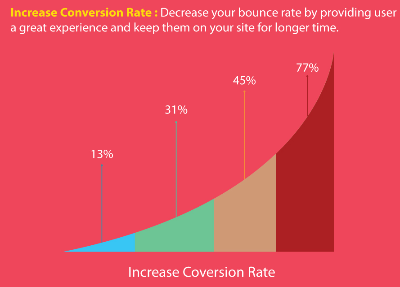 Increase Conversion Rate : Decrease your bounce rate by providing user
a great experience and keep them on your site for longer time.
77%
45%
31%
13%
Increase Coversion Rate